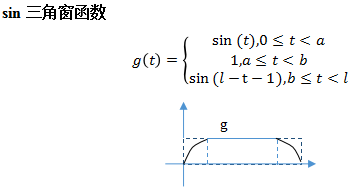 sin 三角窗函数
sin (t),0 ≤ t < a
g(t) = { 1,a ≤ t < b
sin (l − t − 1),b ≤ t < l
g